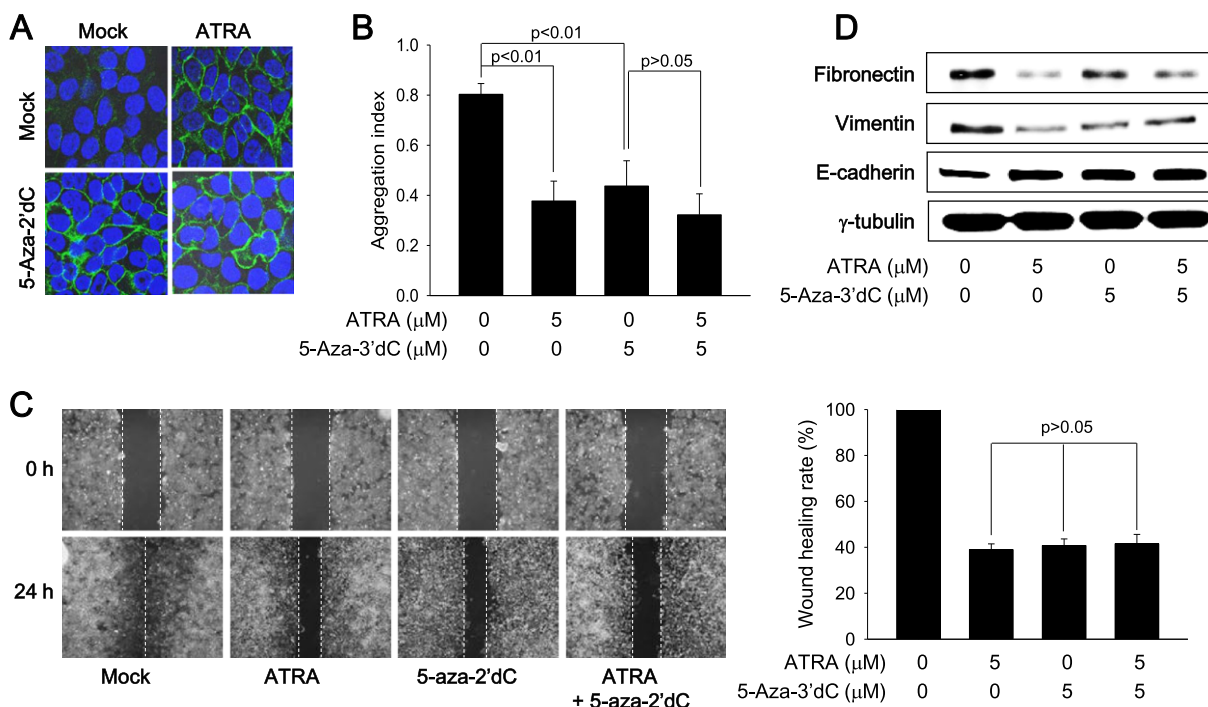 A
Mock
ATRA
Mock
5-Aza-2'dC
B
Aggregation index
1.0
0.8
0.6
0.4
0.2
0.0
p<0.01
p<0.01
p>0.05
ATRA (μM) 0 5 0 5
5-Aza-3'dC (μM) 0 0 5 5
D
Fibronectin
Vimentin
E-cadherin
γ-tubulin
ATRA (μM) 0 5 0 5
5-Aza-3'dC (μM) 0 0 5 5
C
0 h
24 h
Mock
ATRA
5-aza-2'dC
ATRA
+ 5-aza-2'dC
Wound healing rate (%)
100
80
60
40
20
0
p>0.05
ATRA (μM) 0 5 0 5
5-Aza-3'dC (μM) 0 0 5 5